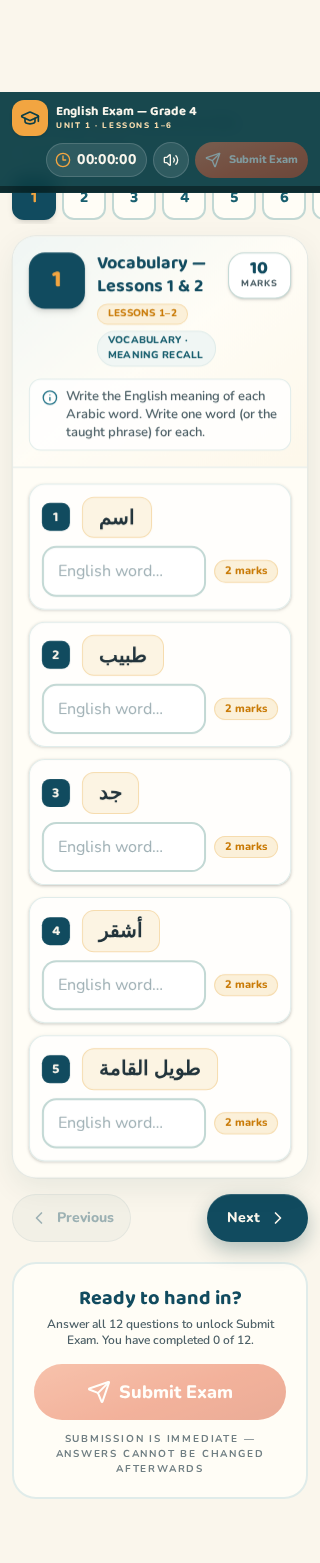 English Exam — Grade 4
UNIT 1 · LESSONS 1–6
00:00:00
Submit Exam
1 2 3 4 5 6
1
Vocabulary —
Lessons 1 & 2
10
MARKS
LESSONS 1–2
VOCABULARY ·
MEANING RECALL
Write the English meaning of each
Arabic word. Write one word (or the
taught phrase) for each.
1 اسم
English word... 2 marks
2 طبيب
English word... 2 marks
3 جد
English word... 2 marks
4 أشقر
English word... 2 marks
5 طويل القامة
English word... 2 marks
Previous
Next
Ready to hand in?
Answer all 12 questions to unlock Submit
Exam. You have completed 0 of 12.
Submit Exam
SUBMISSION IS IMMEDIATE —
ANSWERS CANNOT BE CHANGED
AFTERWARDS